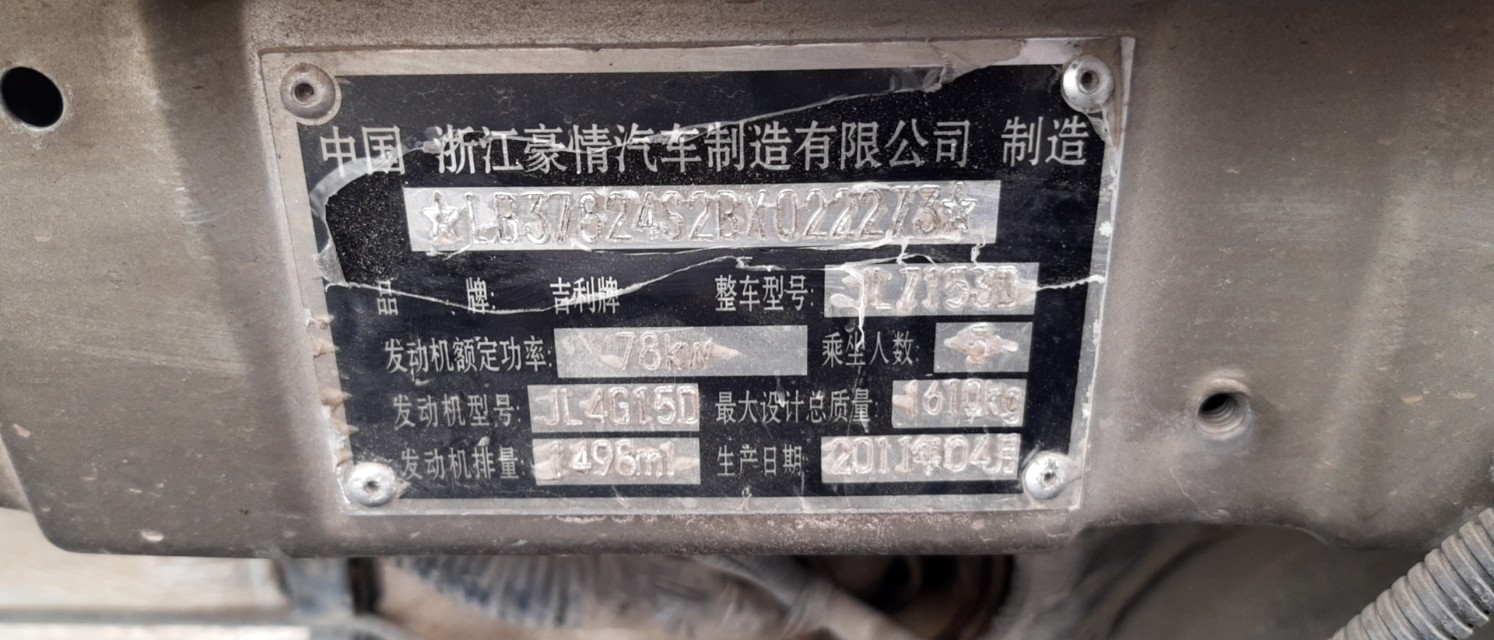 中国 浙江豪情汽车制造有限公司 制造
☆LB37824S2BX022273☆
品 牌: 吉利牌 整车型号: JL7153D
发动机额定功率: 78kW 乘坐人数: 5
发动机型号: JL4G15D 最大设计总质量: 1610kg
发动机排量: 1498ml 生产日期: 2011年04月